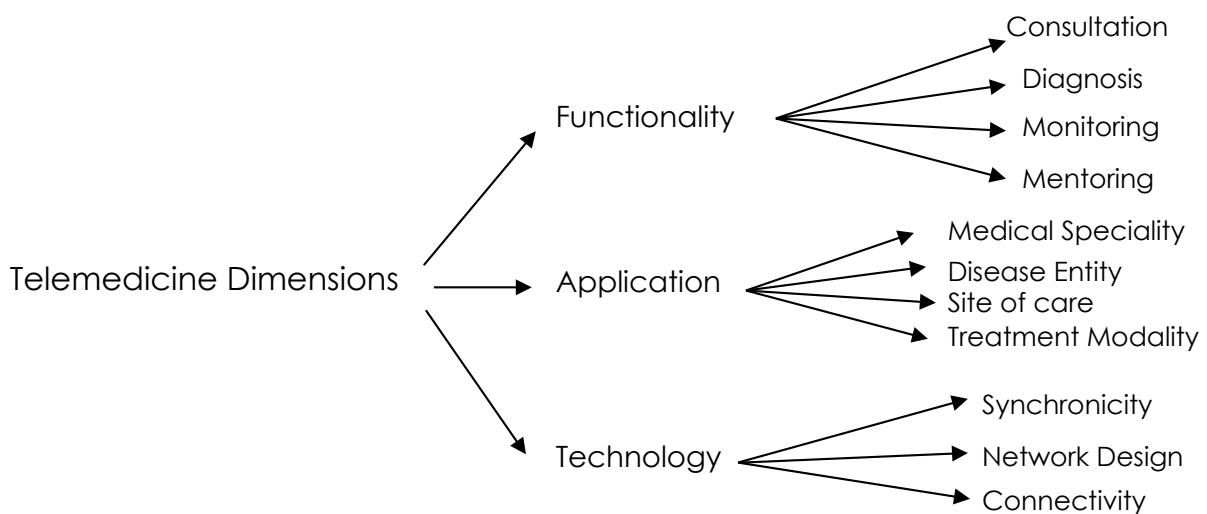 Telemedicine Dimensions
Functionality
Consultation
Diagnosis
Monitoring
Mentoring
Application
Medical Speciality
Disease Entity
Site of care
Treatment Modality
Technology
Synchronicity
Network Design
Connectivity